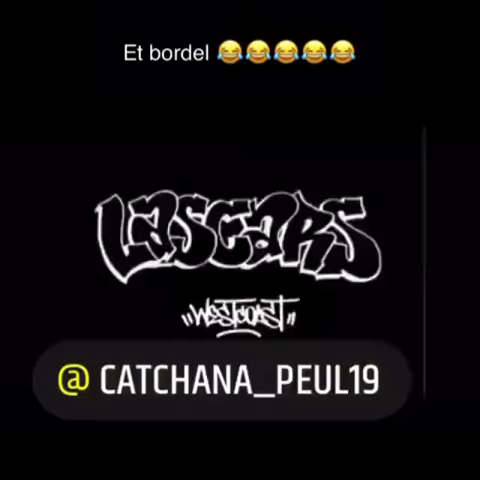 Et bordel 😂😂😂😂😂
LASCARS
"WESTCOAST"
@ CATCHANA_PEUL19